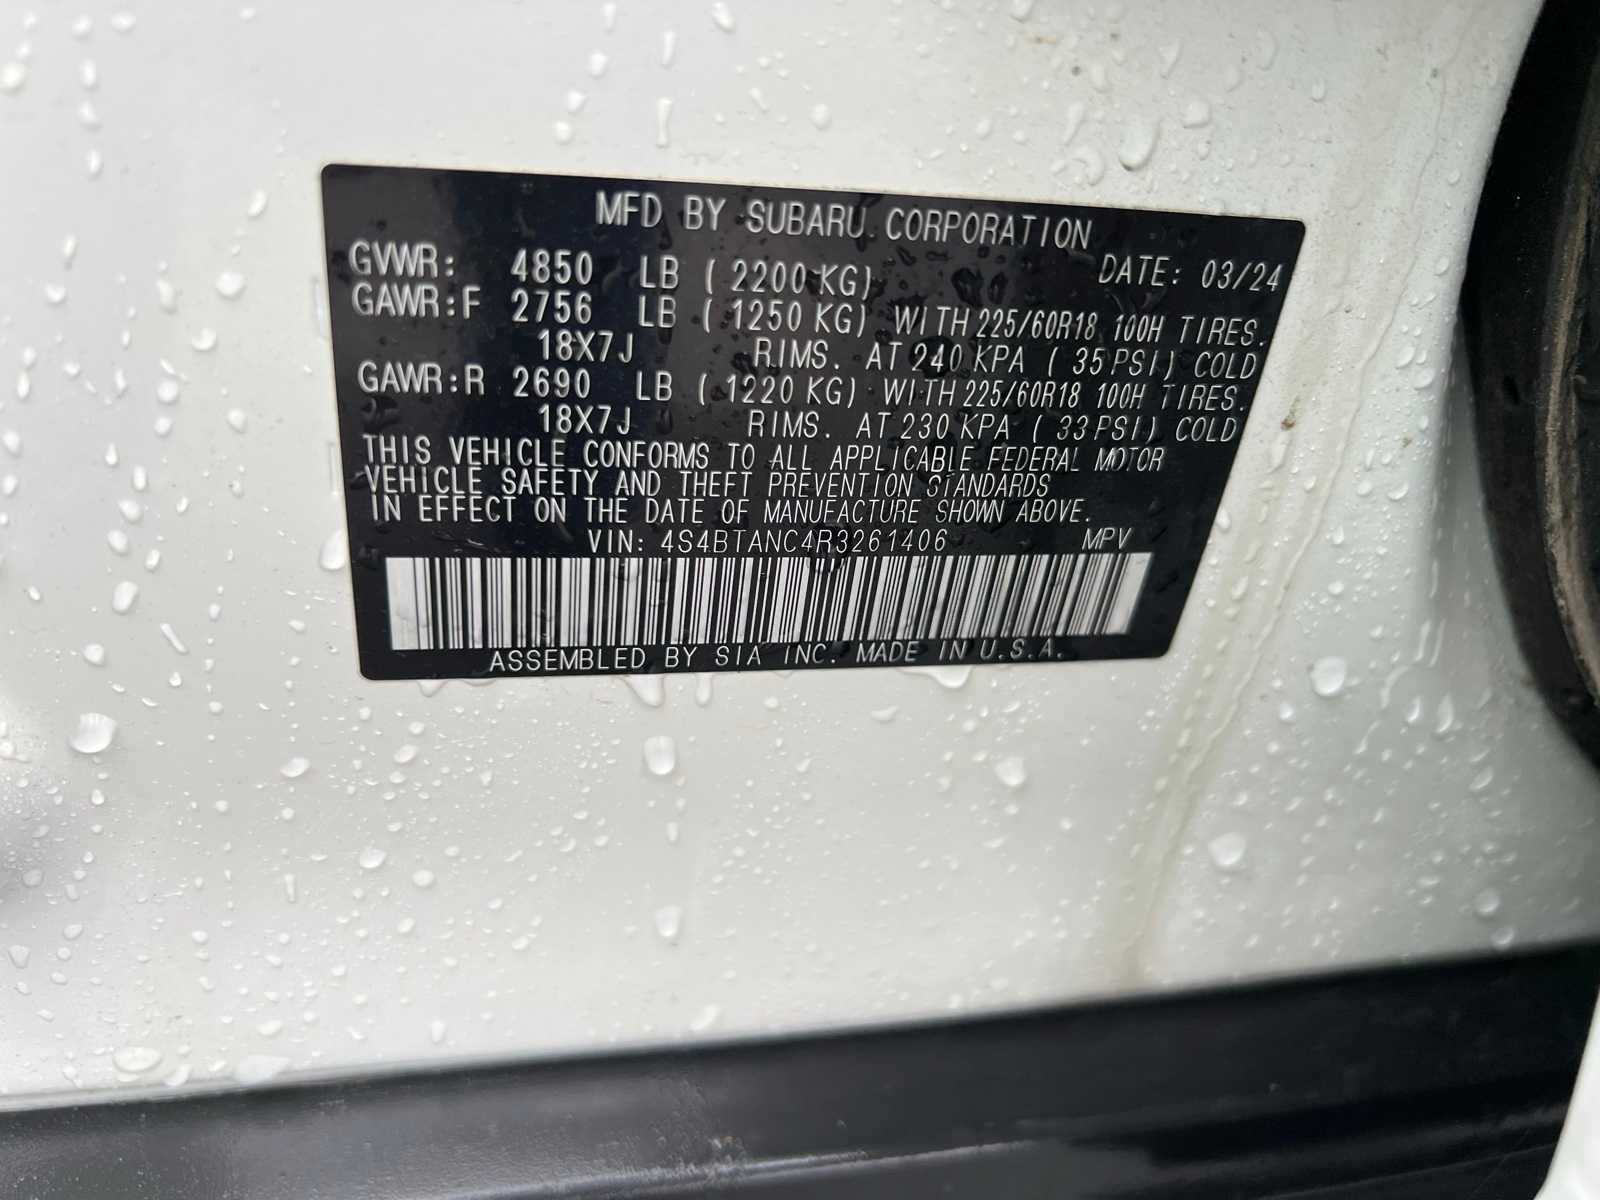 MFD BY SUBARU CORPORATION
GVWR: 4850 LB ( 2200 KG) DATE: 03/24
GAWR:F 2756 LB ( 1250 KG) WITH 225/60R18 100H TIRES.
18X7J RIMS. AT 240 KPA ( 35 PSI) COLD
GAWR:R 2690 LB ( 1220 KG) WITH 225/60R18 100H TIRES.
18X7J RIMS. AT 230 KPA ( 33 PSI) COLD
THIS VEHICLE CONFORMS TO ALL APPLICABLE FEDERAL MOTOR
VEHICLE SAFETY AND THEFT PREVENTION STANDARDS
IN EFFECT ON THE DATE OF MANUFACTURE SHOWN ABOVE.
VIN: 4S4BTANC4R3261406 MPV
ASSEMBLED BY SIA INC. MADE IN U.S.A.